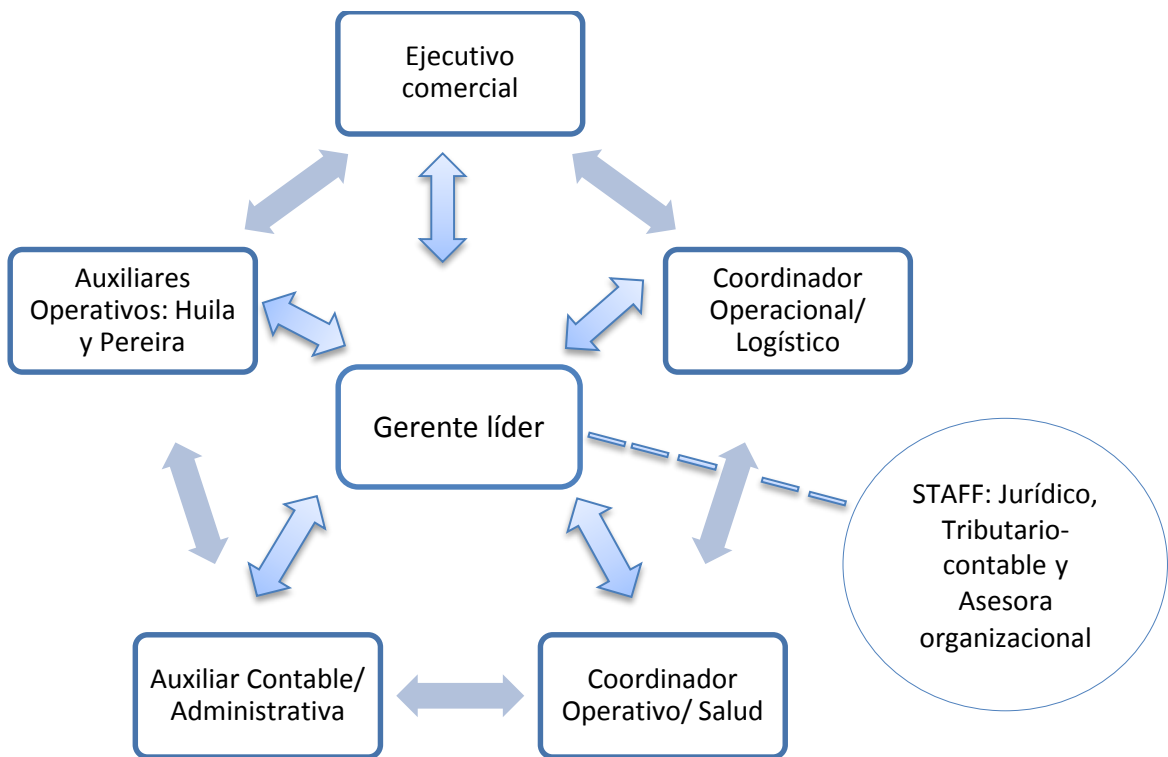 Ejecutivo
comercial
Auxiliares
Operativos: Huila
y Pereira
Coordinador
Operacional/
Logístico
Gerente líder
STAFF: Jurídico,
Tributario-
contable y
Asesora
organizacional
Auxiliar Contable/
Administrativa
Coordinador
Operativo/ Salud